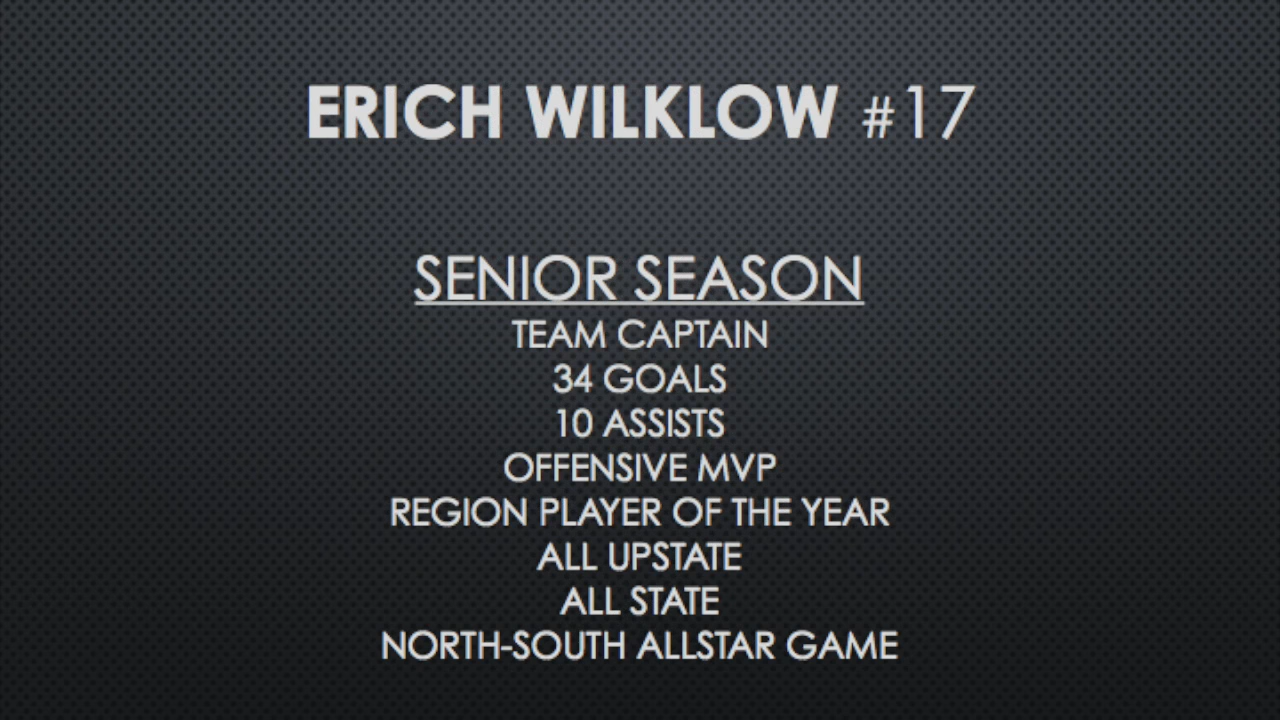 ERICH WILKLOW #17
SENIOR SEASON
TEAM CAPTAIN
34 GOALS
10 ASSISTS
OFFENSIVE MVP
REGION PLAYER OF THE YEAR
ALL UPSTATE
ALL STATE
NORTH-SOUTH ALLSTAR GAME